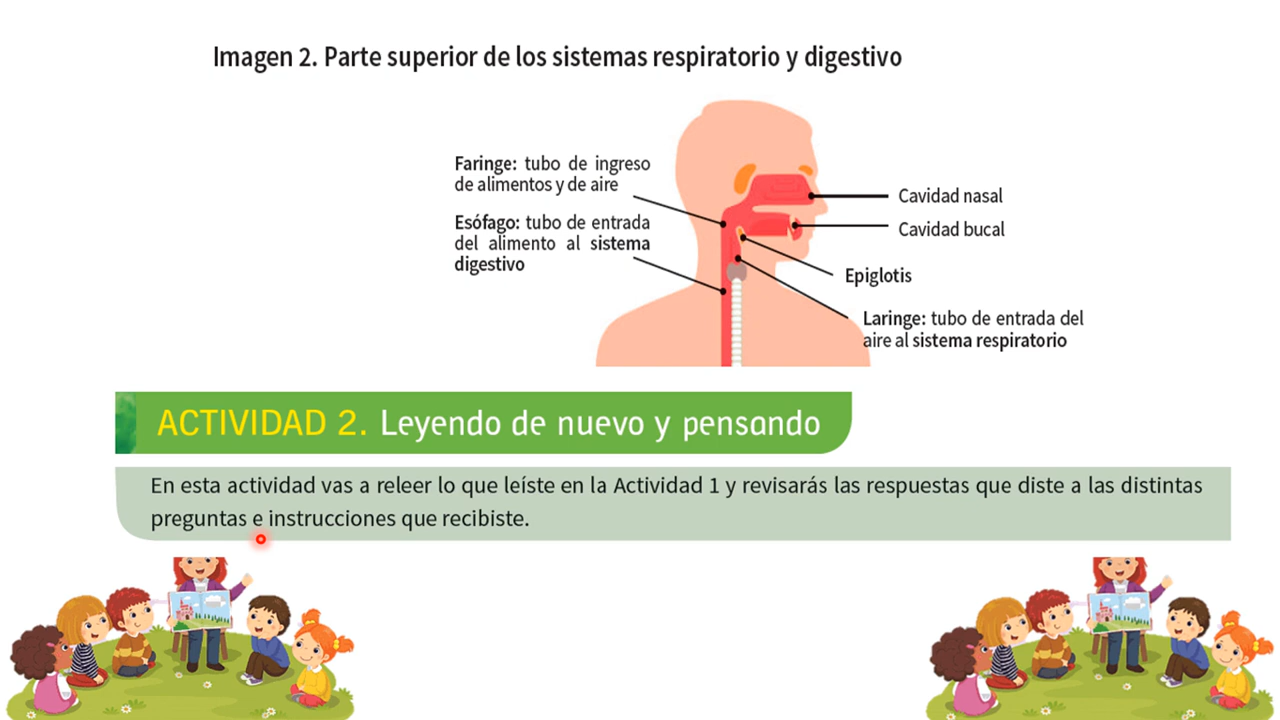 Imagen 2. Parte superior de los sistemas respiratorio y digestivo
Faringe: tubo de ingreso
de alimentos y de aire
Esófago: tubo de entrada
del alimento al sistema
digestivo
Cavidad nasal
Cavidad bucal
Epiglotis
Laringe: tubo de entrada del
aire al sistema respiratorio
ACTIVIDAD 2. Leyendo de nuevo y pensando
En esta actividad vas a releer lo que leíste en la Actividad 1 y revisarás las respuestas que diste a las distintas
preguntas e instrucciones que recibiste.